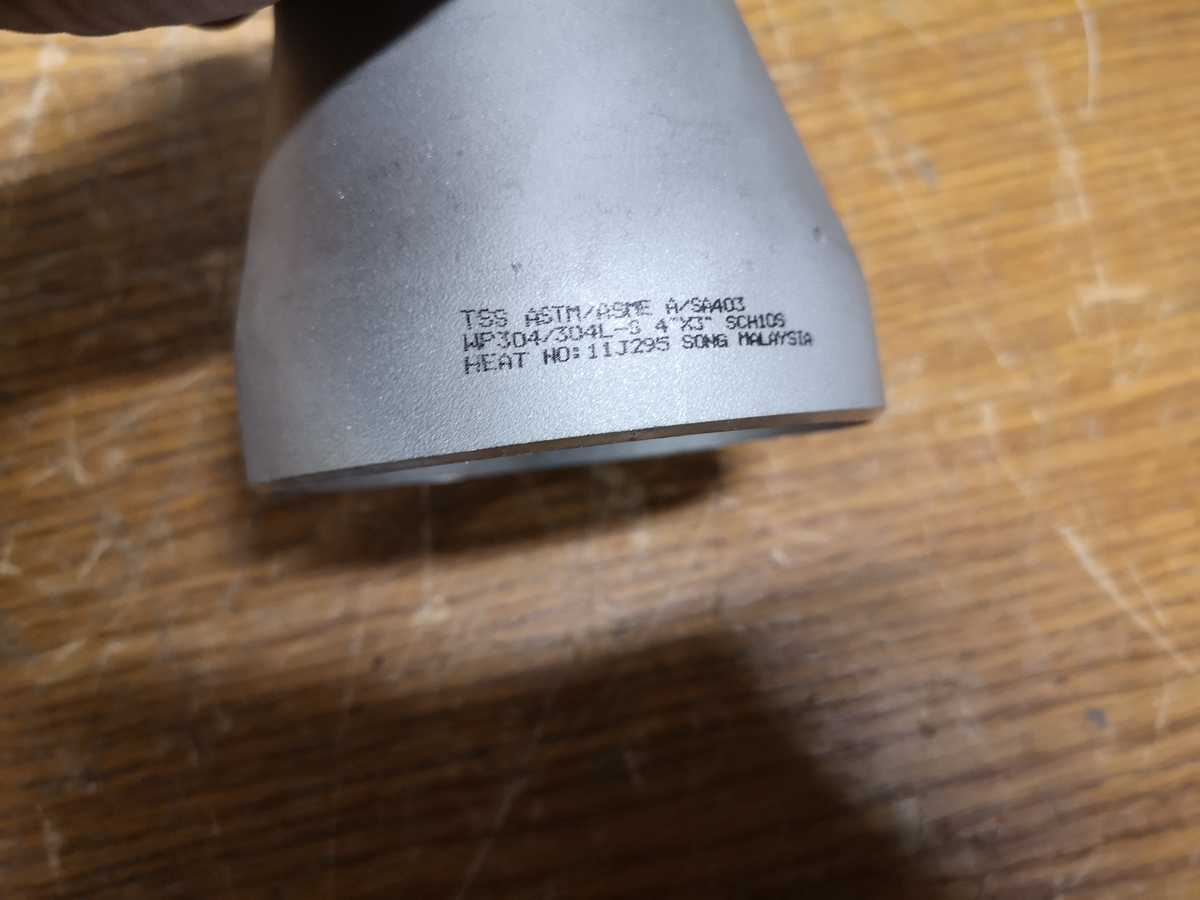 TSS ASTM/ASME A/SA403
WP304/304L-S 4"X3" SCH10S
HEAT NO:11J295 SONG MALAYSIA